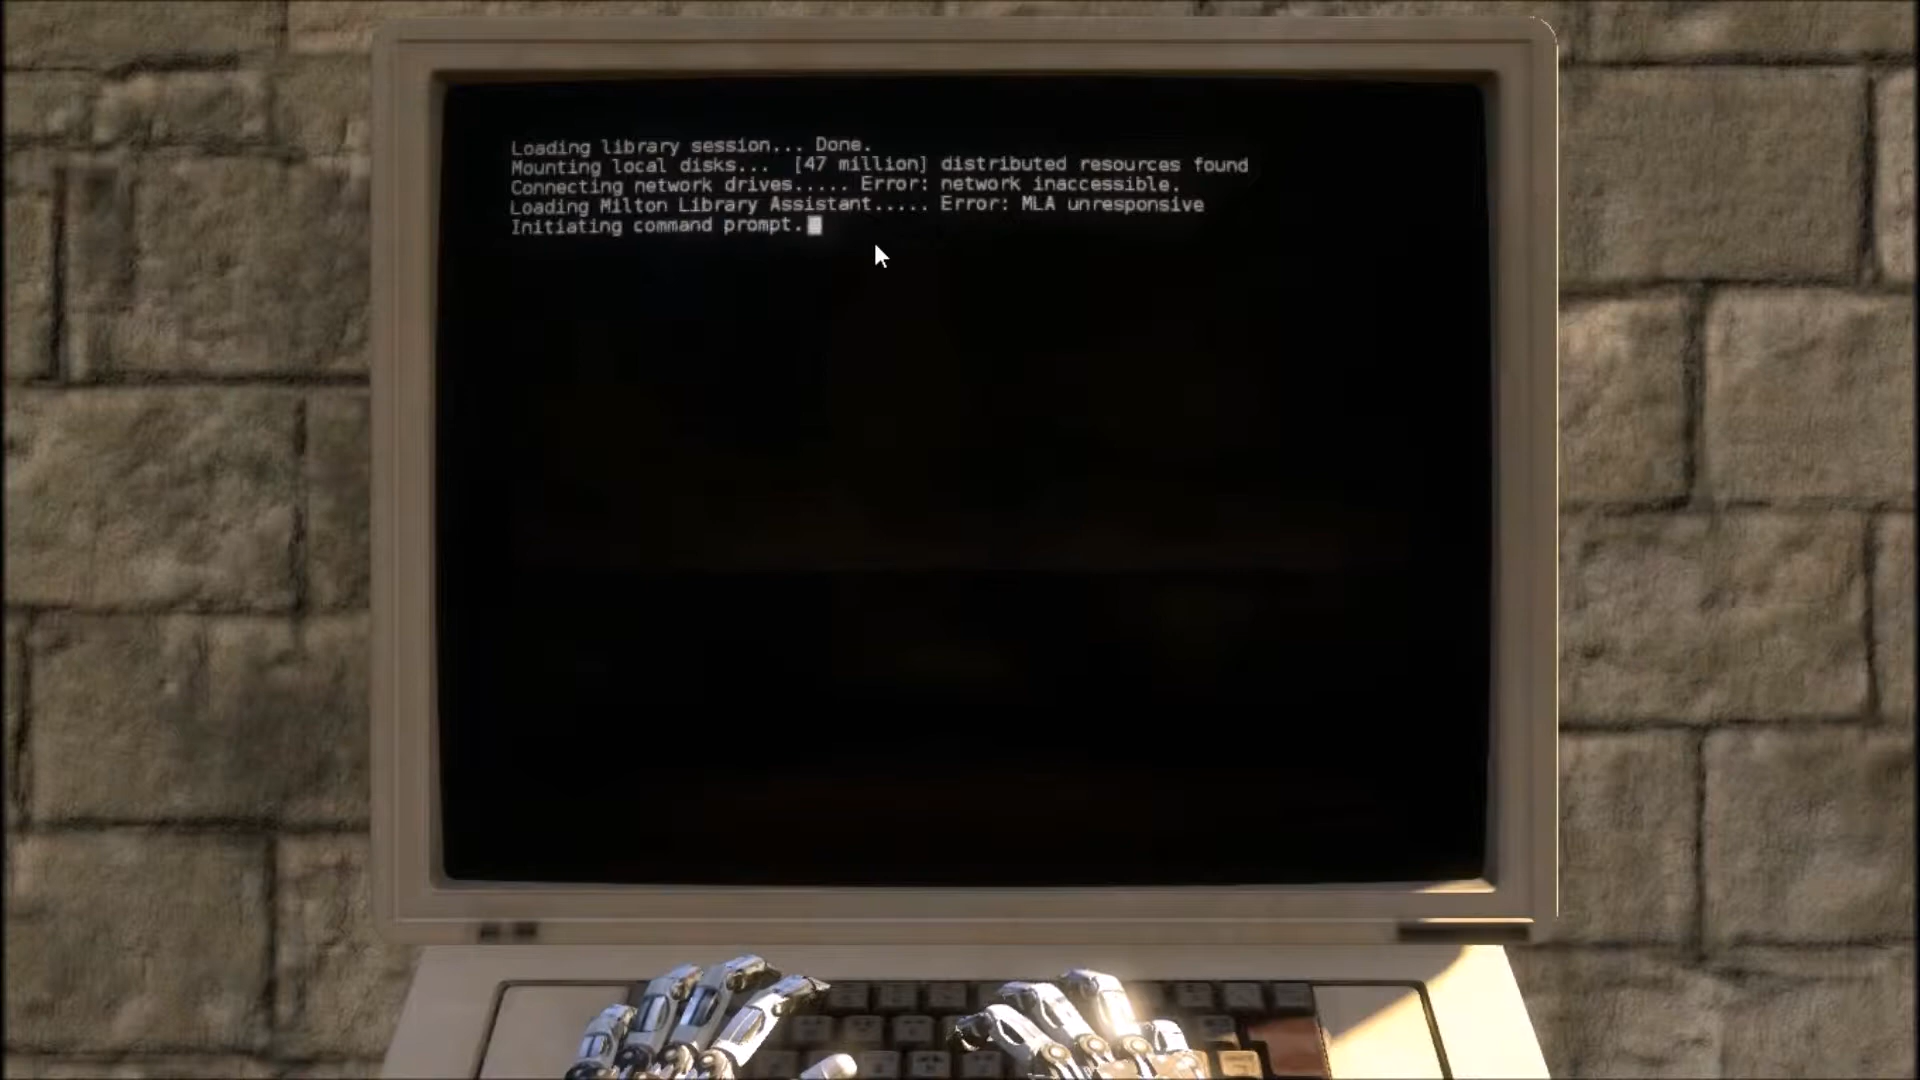 Loading library session... Done.
Mounting local disks... [47 million] distributed resources found
Connecting network drives..... Error: network inaccessible.
Loading Milton Library Assistant..... Error: MLA unresponsive
Initiating command prompt.